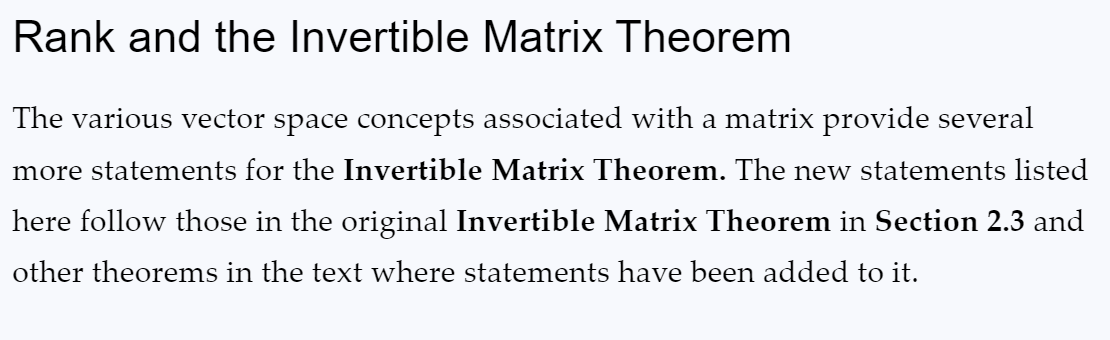 Rank and the Invertible Matrix Theorem
The various vector space concepts associated with a matrix provide several
more statements for the Invertible Matrix Theorem. The new statements listed
here follow those in the original Invertible Matrix Theorem in Section 2.3 and
other theorems in the text where statements have been added to it.